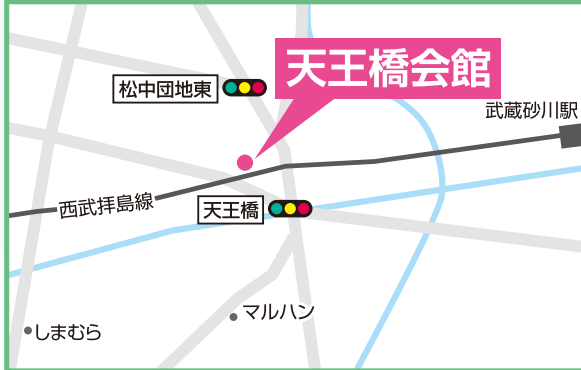 天王橋会館
松中団地東
武蔵砂川駅
西武拝島線
天王橋
マルハン
しまむら